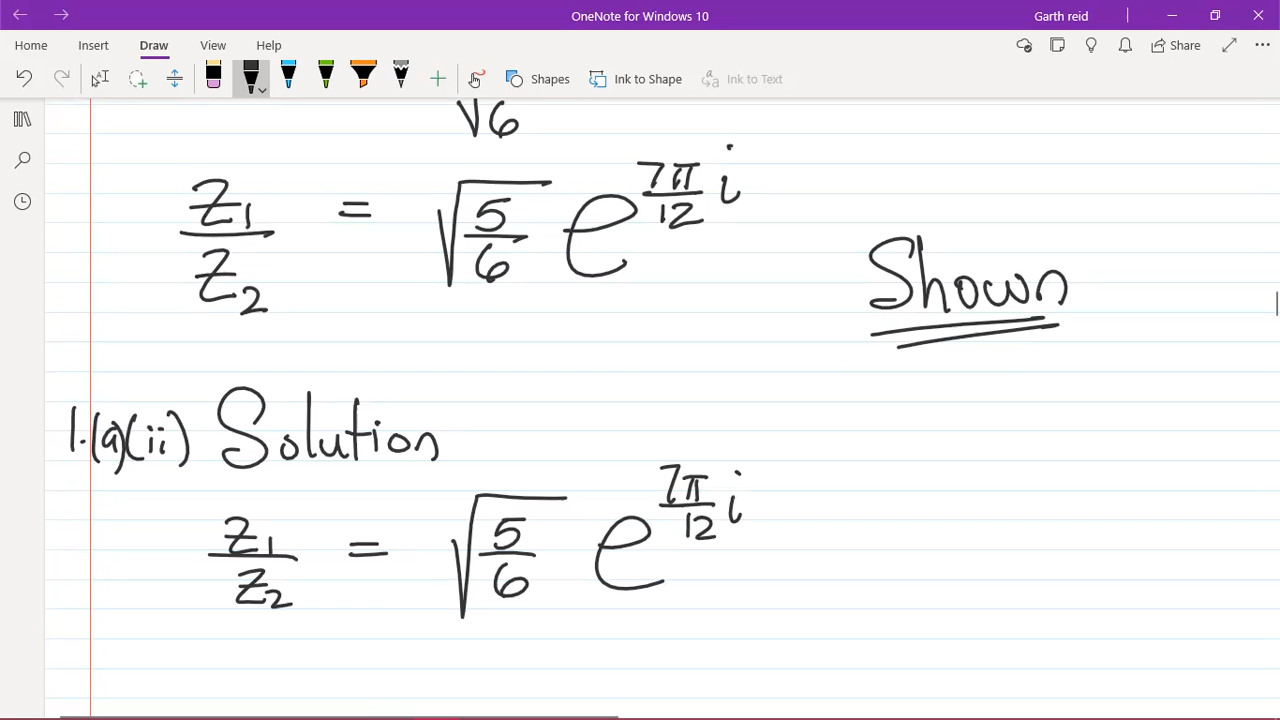 OneNote for Windows 10
Garth reid
Home Insert Draw View Help
Share
Shapes
Ink to Shape
Ink to Text
√6
Z₁/Z₂ = √(5/6) e^(7π/12 i)
Shown
1.(a)(ii) Solution
Z₁/Z₂ = √(5/6) e^(7π/12 i)